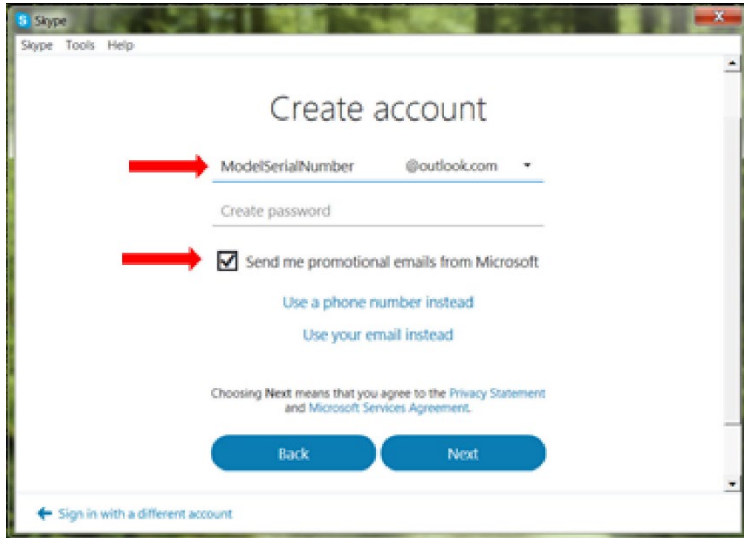 Skype
Skype Tools Help
Create account
ModelSerialNumber @outlook.com
Create password
Send me promotional emails from Microsoft
Use a phone number instead
Use your email instead
Choosing Next means that you agree to the Privacy Statement
and Microsoft Services Agreement.
Back Next
Sign in with a different account